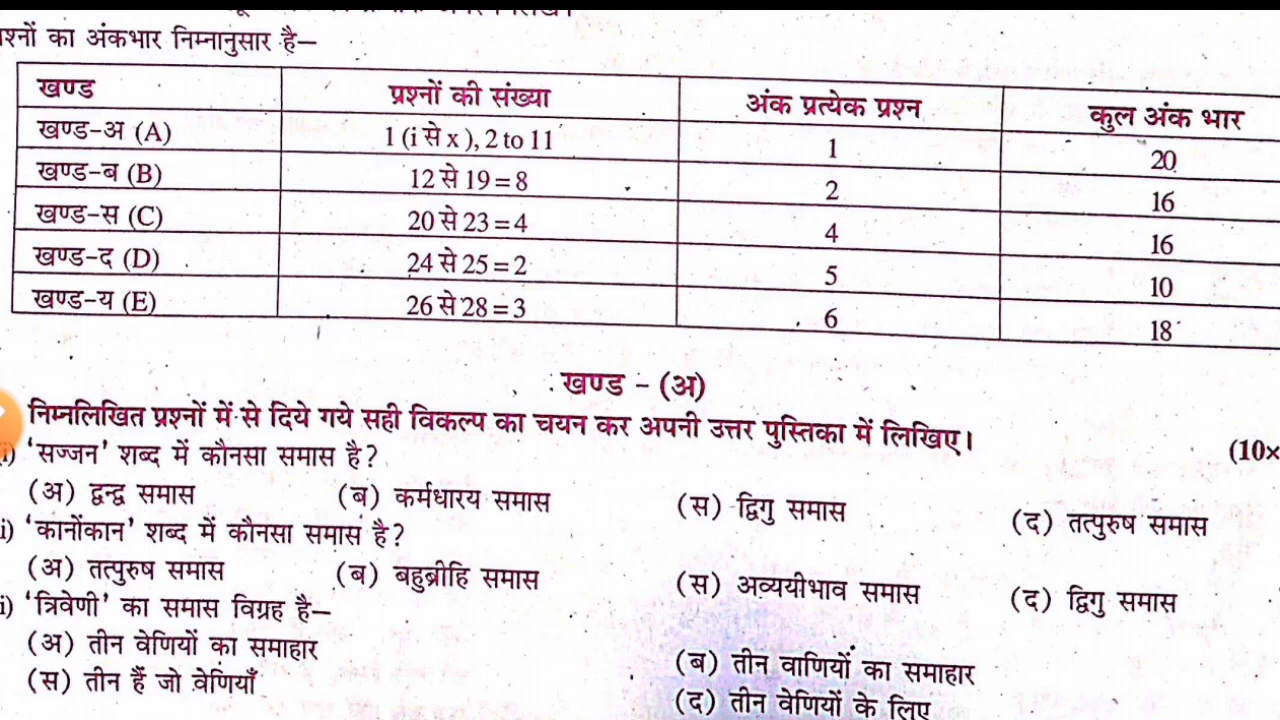 प्रश्नों का अंकभार निम्नानुसार है—
खण्ड प्रश्नों की संख्या अंक प्रत्येक प्रश्न कुल अंक भार
खण्ड-अ (A) 1 (i से x ), 2 to 11 1 20
खण्ड-ब (B) 12 से 19 = 8 2 16
खण्ड-स (C) 20 से 23 = 4 4 16
खण्ड-द (D) 24 से 25 = 2 5 10
खण्ड-य (E) 26 से 28 = 3 6 18
खण्ड - (अ)
निम्नलिखित प्रश्नों में से दिये गये सही विकल्प का चयन कर अपनी उत्तर पुस्तिका में लिखिए।
(10×
i) 'सज्जन' शब्द में कौनसा समास है?
(अ) द्वन्द्व समास (ब) कर्मधारय समास (स) द्विगु समास (द) तत्पुरुष समास
i) 'कानोंकान' शब्द में कौनसा समास है?
(अ) तत्पुरुष समास (ब) बहुब्रीहि समास (स) अव्ययीभाव समास (द) द्विगु समास
i) 'त्रिवेणी' का समास विग्रह है—
(अ) तीन वेणियों का समाहार (ब) तीन वाणियों का समाहार
(स) तीन हैं जो वेणियाँ (द) तीन वेणियों के लिए